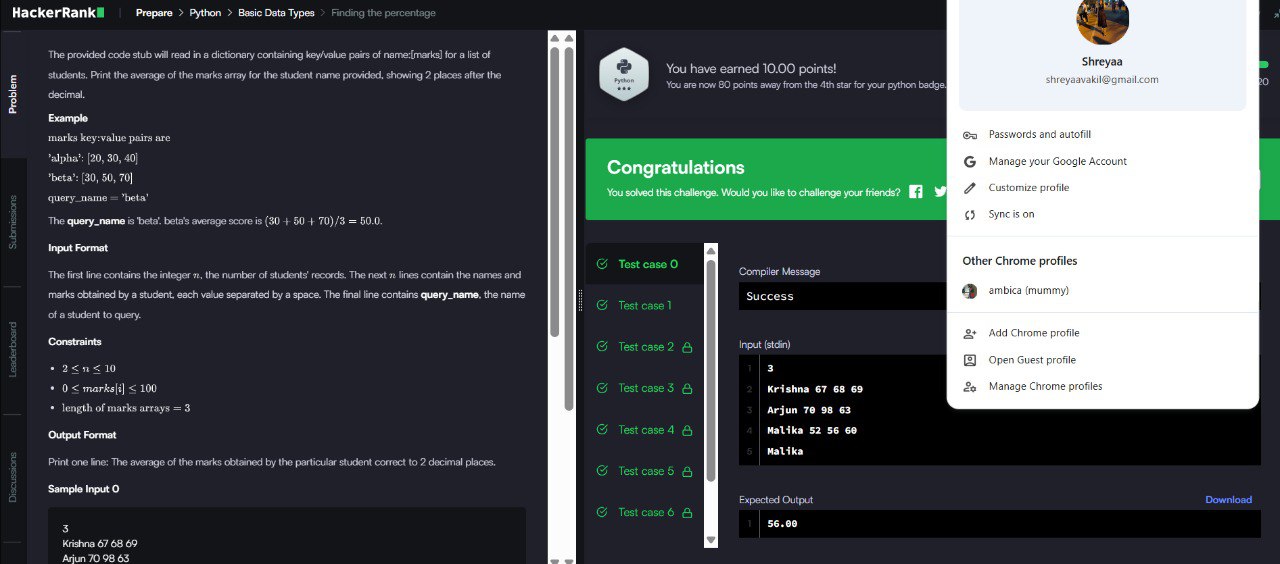 HackerRank
Prepare > Python > Basic Data Types > Finding the percentage
Problem
Submissions
Leaderboard
Discussions
The provided code stub will read in a dictionary containing key/value pairs of name:[marks] for a list of
students. Print the average of the marks array for the student name provided, showing 2 places after the
decimal.
Example
marks key:value pairs are
'alpha': [20, 30, 40]
'beta': [30, 50, 70]
query_name = 'beta'
The query_name is 'beta'. beta's average score is (30 + 50 + 70)/3 = 50.0.
Input Format
The first line contains the integer n, the number of students' records. The next n lines contain the names and
marks obtained by a student, each value separated by a space. The final line contains query_name, the name
of a student to query.
Constraints
• 2 ≤ n ≤ 10
• 0 ≤ marks[i] ≤ 100
• length of marks arrays = 3
Output Format
Print one line: The average of the marks obtained by the particular student correct to 2 decimal places.
Sample Input 0
3
Krishna 67 68 69
Arjun 70 98 63
Python
You have earned 10.00 points!
You are now 80 points away from the 4th star for your python badge.
20
Congratulations
You solved this challenge. Would you like to challenge your friends?
Test case 0
Test case 1
Test case 2
Test case 3
Test case 4
Test case 5
Test case 6
Compiler Message
Success
Input (stdin)
1 3
2 Krishna 67 68 69
3 Arjun 70 98 63
4 Malika 52 56 60
5 Malika
Expected Output
Download
1 56.00
Shreyaa
shreyaavakil@gmail.com
Passwords and autofill
Manage your Google Account
Customize profile
Sync is on
Other Chrome profiles
ambica (mummy)
Add Chrome profile
Open Guest profile
Manage Chrome profiles